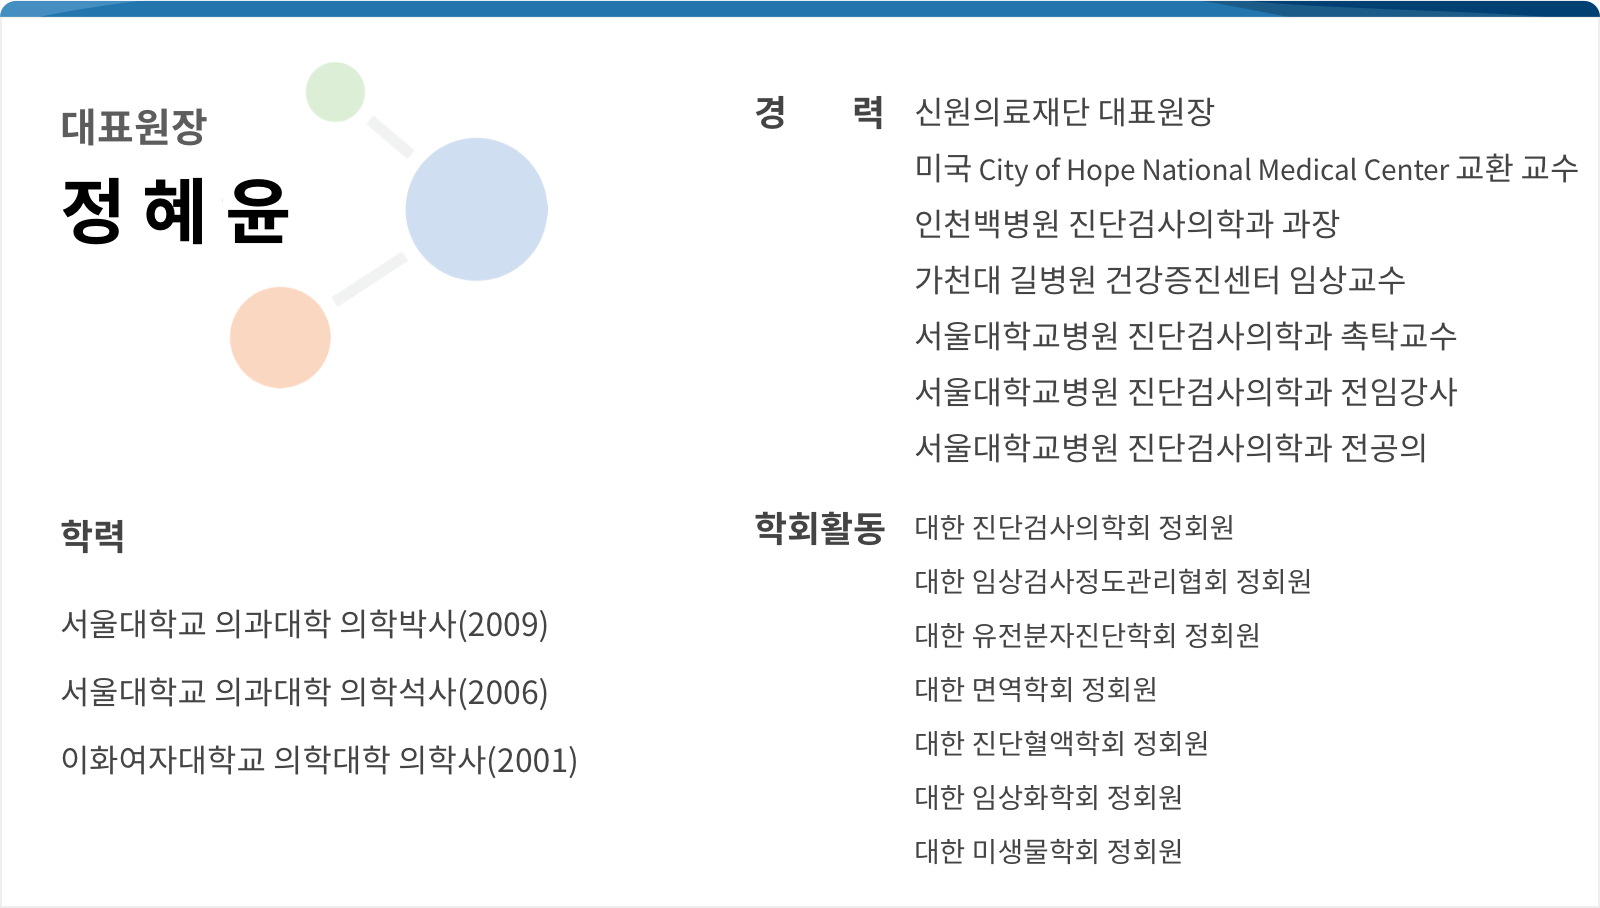 대표원장
정 혜 윤
학력
서울대학교 의과대학 의학박사(2009)
서울대학교 의과대학 의학석사(2006)
이화여자대학교 의학대학 의학사(2001)
경 력
신원의료재단 대표원장
미국 City of Hope National Medical Center 교환 교수
인천백병원 진단검사의학과 과장
가천대 길병원 건강증진센터 임상교수
서울대학교병원 진단검사의학과 촉탁교수
서울대학교병원 진단검사의학과 전임강사
서울대학교병원 진단검사의학과 전공의
학회활동
대한 진단검사의학회 정회원
대한 임상검사정도관리협회 정회원
대한 유전분자진단학회 정회원
대한 면역학회 정회원
대한 진단혈액학회 정회원
대한 임상화학회 정회원
대한 미생물학회 정회원